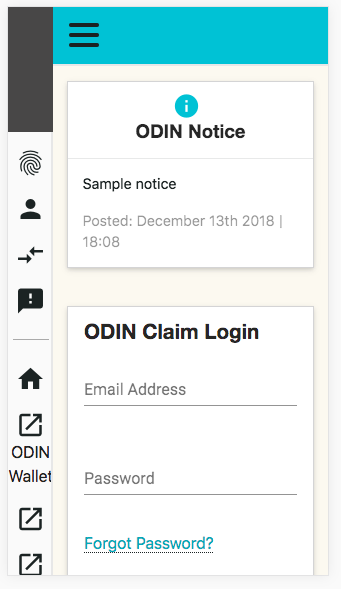 ODIN Notice
Sample notice
Posted: December 13th 2018 |
18:08
ODIN Claim Login
Email Address
Password
Forgot Password?
ODIN
Wallet